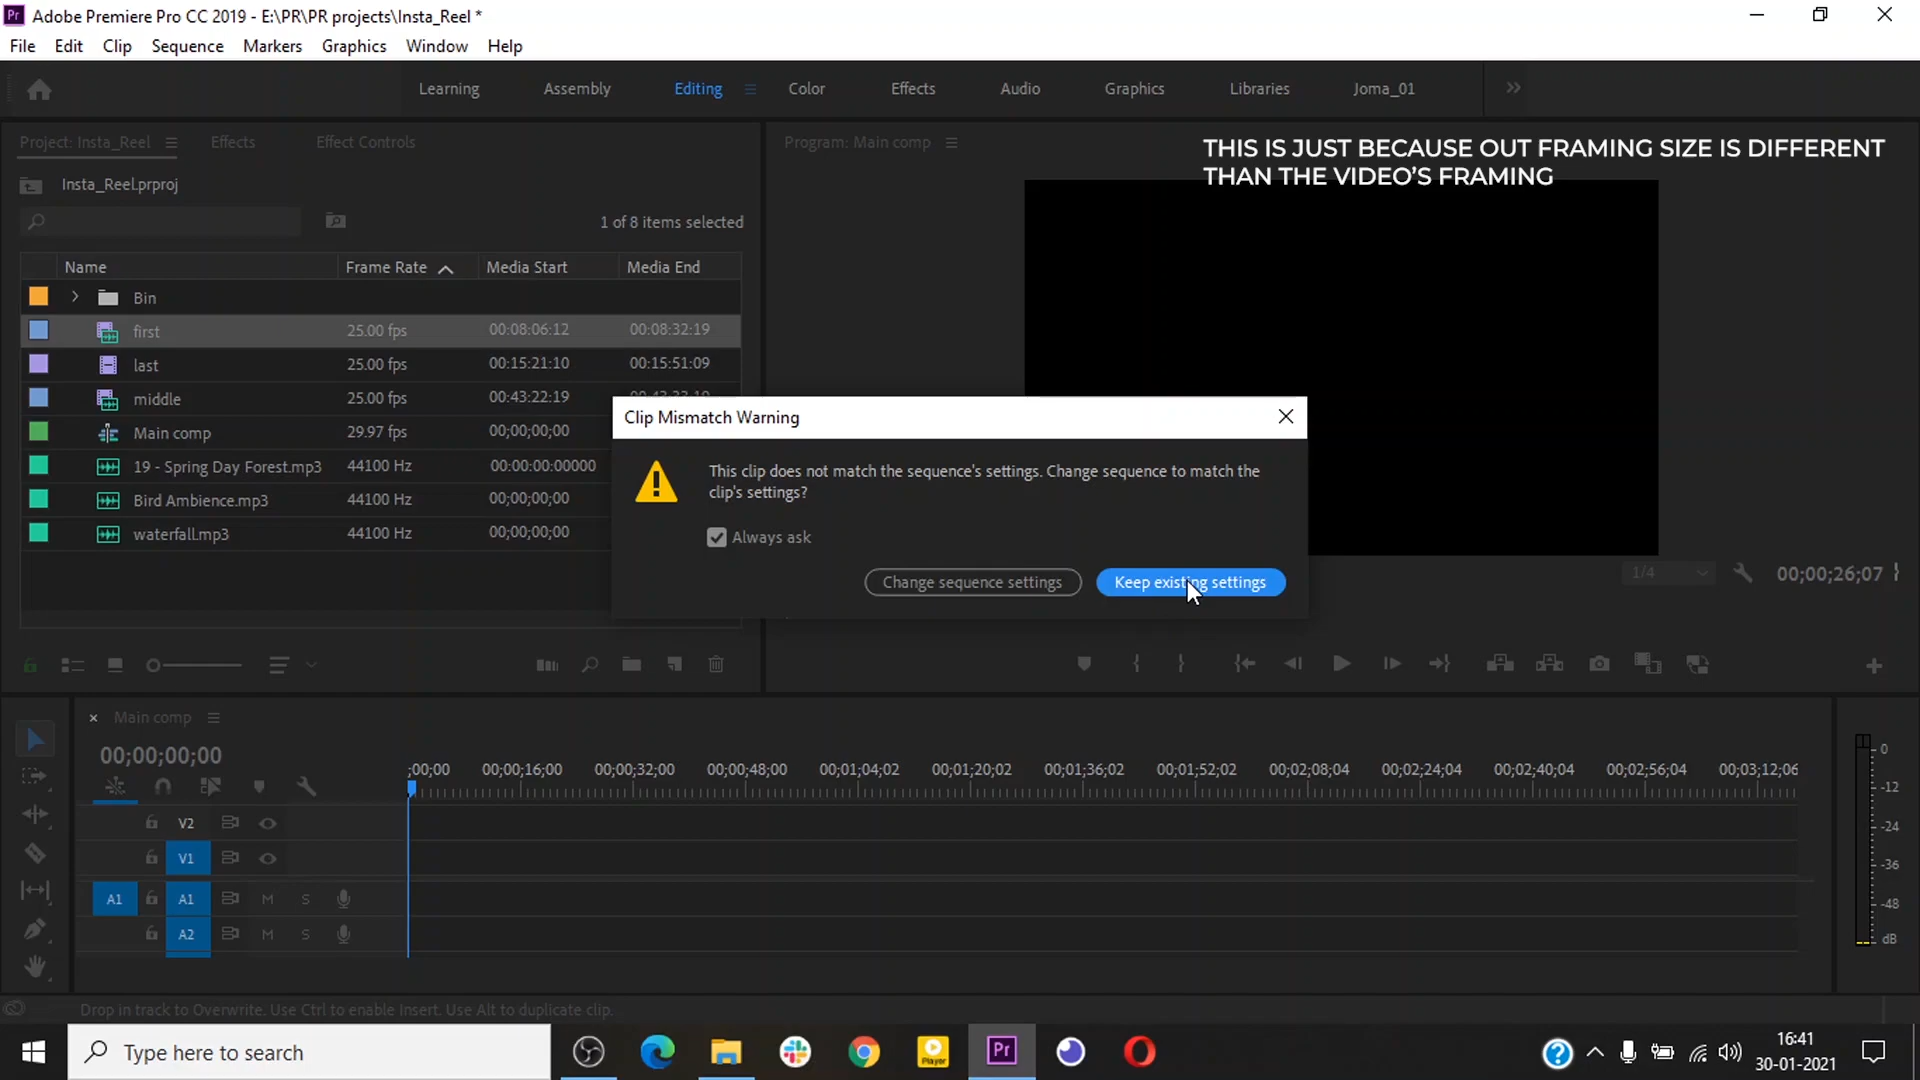 Adobe Premiere Pro CC 2019 - E:\PR\PR projects\Insta_Reel *
File Edit Clip Sequence Markers Graphics Window Help
Learning Assembly Editing Color Effects Audio Graphics Libraries Joma_01
Project: Insta_Reel Effects Effect Controls
Program: Main comp
THIS IS JUST BECAUSE OUT FRAMING SIZE IS DIFFERENT
THAN THE VIDEO'S FRAMING
Insta_Reel.prproj
1 of 8 items selected
Name Frame Rate Media Start Media End
Bin
first 25.00 fps 00:08:06:12 00:08:32:19
last 25.00 fps 00:15:21:10 00:15:51:09
middle 25.00 fps 00:43:22:19
Main comp 29.97 fps 00;00;00;00
19 - Spring Day Forest.mp3 44100 Hz 00:00:00:00000
Bird Ambience.mp3 44100 Hz 00;00;00;00
waterfall.mp3 44100 Hz 00;00;00;00
Clip Mismatch Warning
This clip does not match the sequence's settings. Change sequence to match the
clip's settings?
Always ask
Change sequence settings Keep existing settings
1/4 00;00;26;07
Main comp
00;00;00;00
;00;00 00;00;16;00 00;00;32;00 00;00;48;00 00;01;04;02 00;01;20;02 00;01;36;02 00;01;52;02 00;02;08;04 00;02;24;04 00;02;40;04 00;02;56;04 00;03;12;06
V2
V1
A1 A1 M S
A2 M S
0
-12
-24
-36
-48
dB
Drop in track to Overwrite. Use Ctrl to enable Insert. Use Alt to duplicate clip.
Type here to search
Player
Pr
16:41
30-01-2021